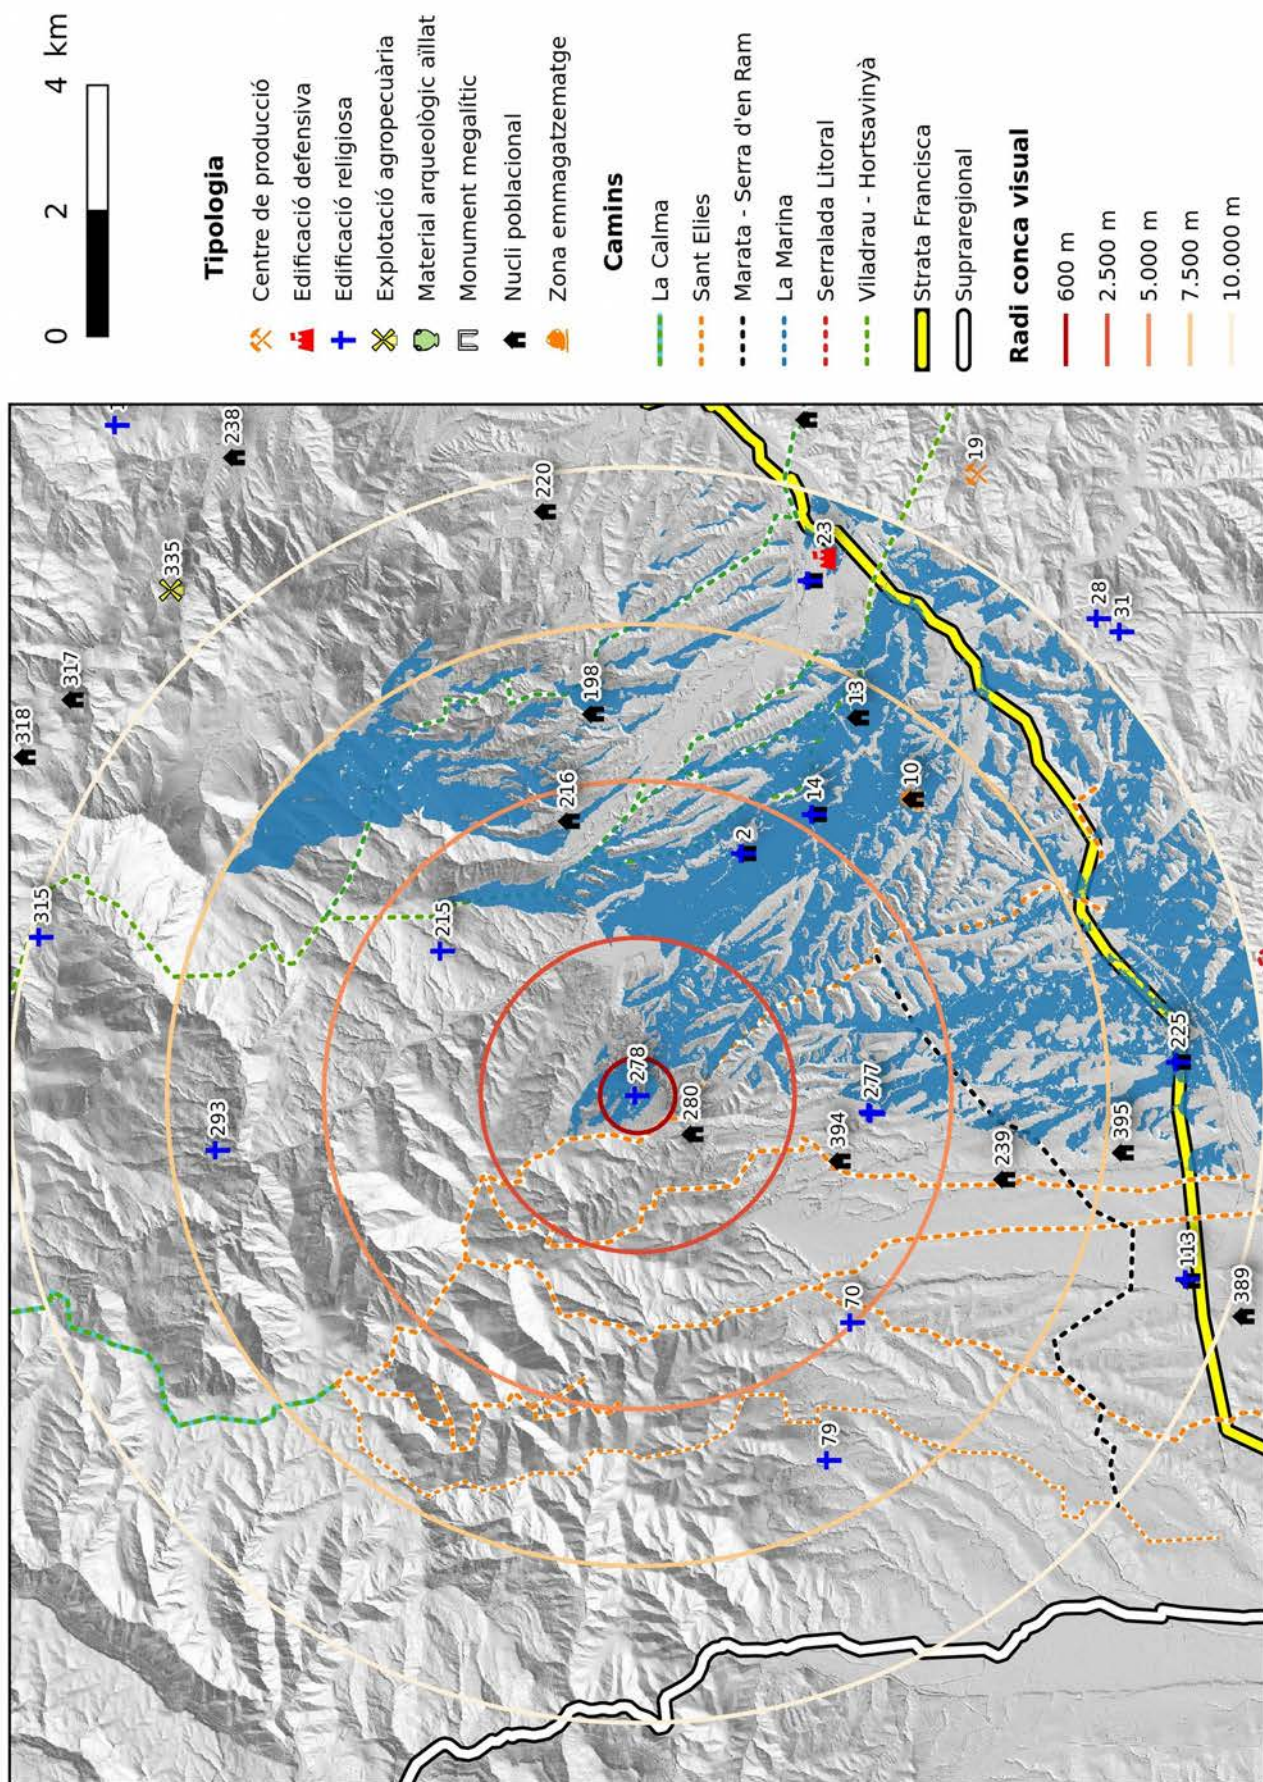 0 2 4 km
Tipologia
Centre de producció
Edificació defensiva
Edificació religiosa
Explotació agropecuària
Material arqueològic aïllat
Monument megalític
Nucli poblacional
Zona emmagatzematge
Camins
La Calma
Sant Elies
Marata - Serra d'en Ram
La Marina
Serralada Litoral
Viladrau - Hortsavinyà
Strata Francisca
Supraregional
Radi conca visual
600 m
2.500 m
5.000 m
7.500 m
10.000 m
318
317
315
335
238
293
215
220
198
216
278
280
2
14
23
13
10
19
394
277
70
79
239
28
31
395
225
113
389